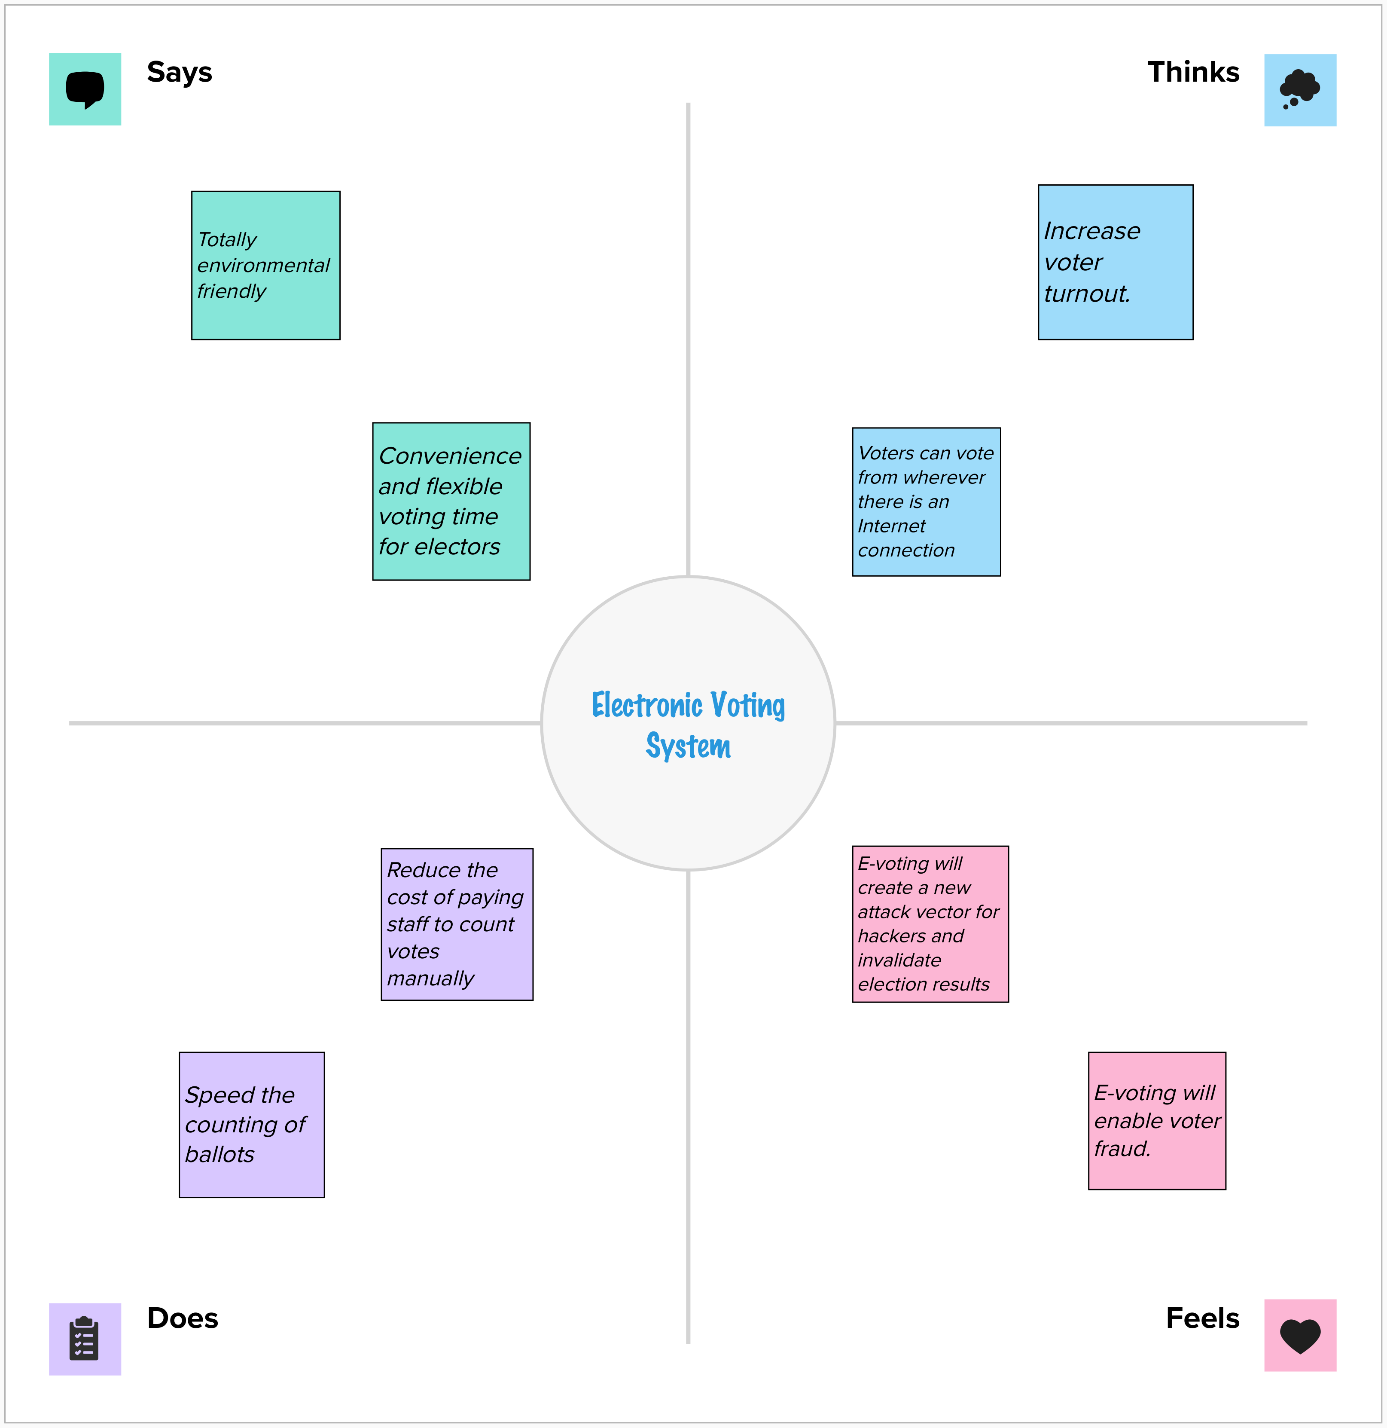 Says
Thinks
Totally
environmental
friendly
Increase
voter
turnout.
Convenience
and flexible
voting time
for electors
Voters can vote
from wherever
there is an
Internet
connection
Electronic Voting
System
Reduce the
cost of paying
staff to count
votes
manually
E-voting will
create a new
attack vector for
hackers and
invalidate
election results
Speed the
counting of
ballots
E-voting will
enable voter
fraud.
Does
Feels